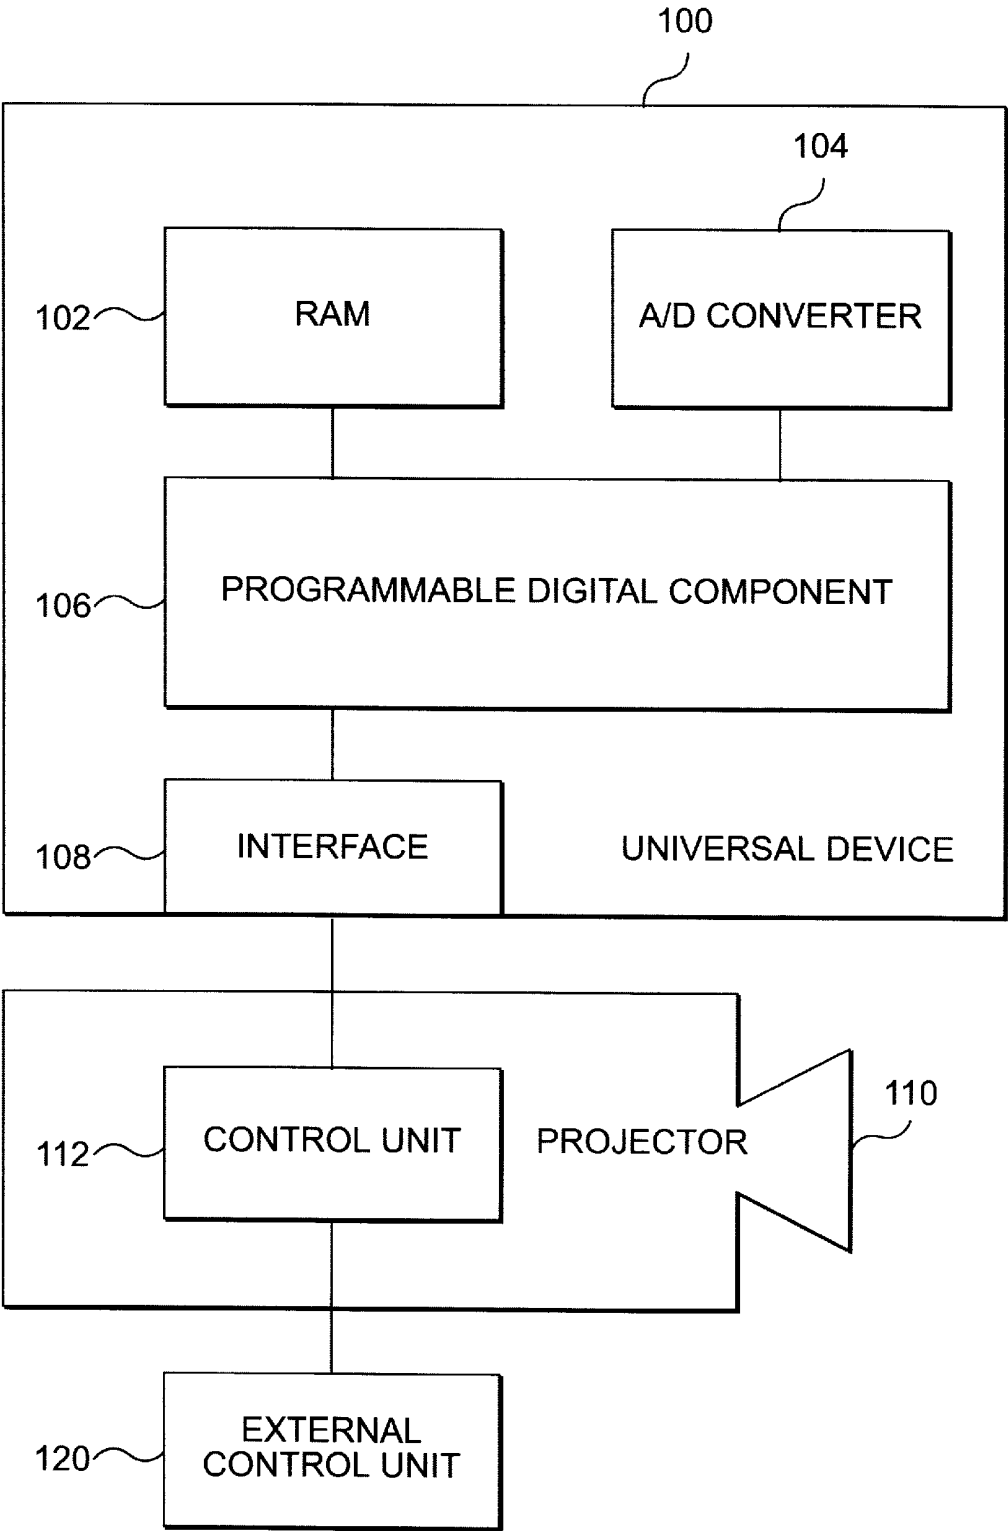 100
104
102
RAM
A/D CONVERTER
106
PROGRAMMABLE DIGITAL COMPONENT
108
INTERFACE
UNIVERSAL DEVICE
110
112
CONTROL UNIT
PROJECTOR
120
EXTERNAL
CONTROL UNIT